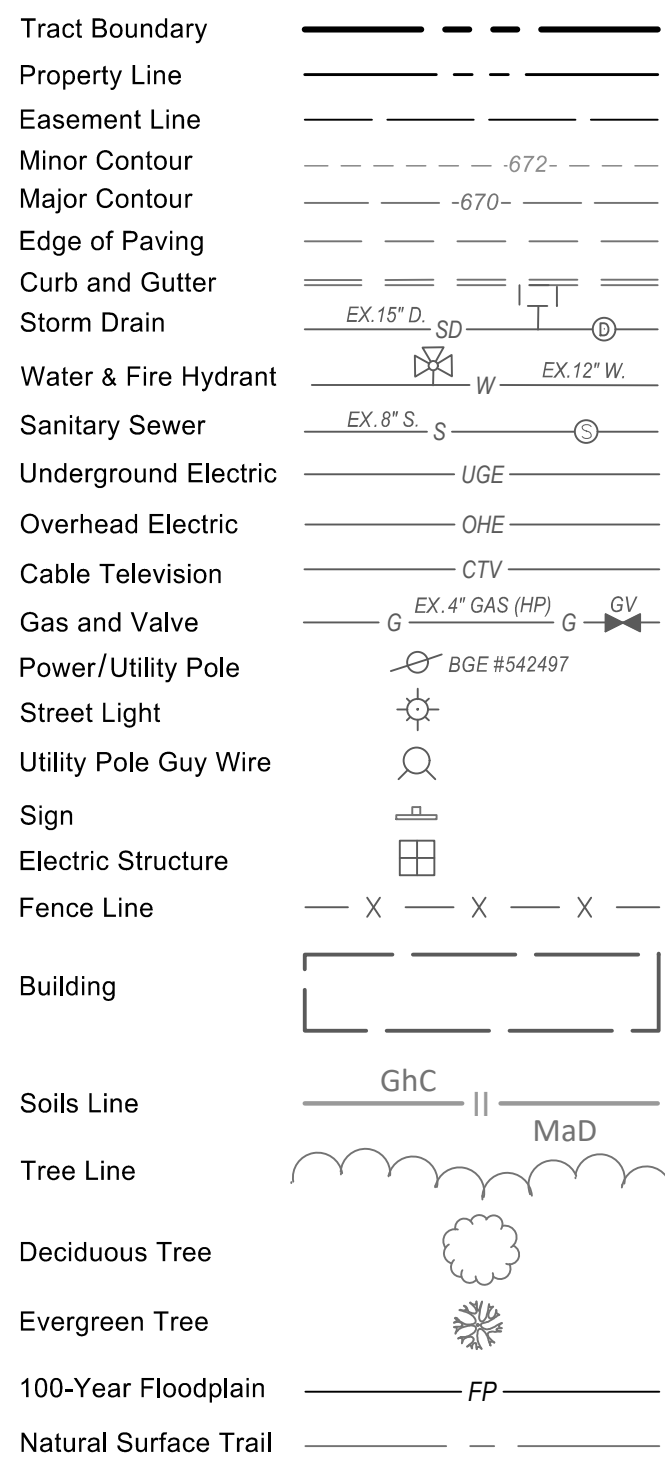 Tract Boundary
Property Line
Easement Line
Minor Contour -672-
Major Contour -670-
Edge of Paving
Curb and Gutter
Storm Drain EX.15" D. SD D
Water & Fire Hydrant W EX.12" W.
Sanitary Sewer EX.8" S. S S
Underground Electric UGE
Overhead Electric OHE
Cable Television CTV
Gas and Valve G EX.4" GAS (HP) G GV
Power/Utility Pole BGE #542497
Street Light
Utility Pole Guy Wire
Sign
Electric Structure
Fence Line X X X
Building
Soils Line GhC MaD
Tree Line
Deciduous Tree
Evergreen Tree
100-Year Floodplain FP
Natural Surface Trail